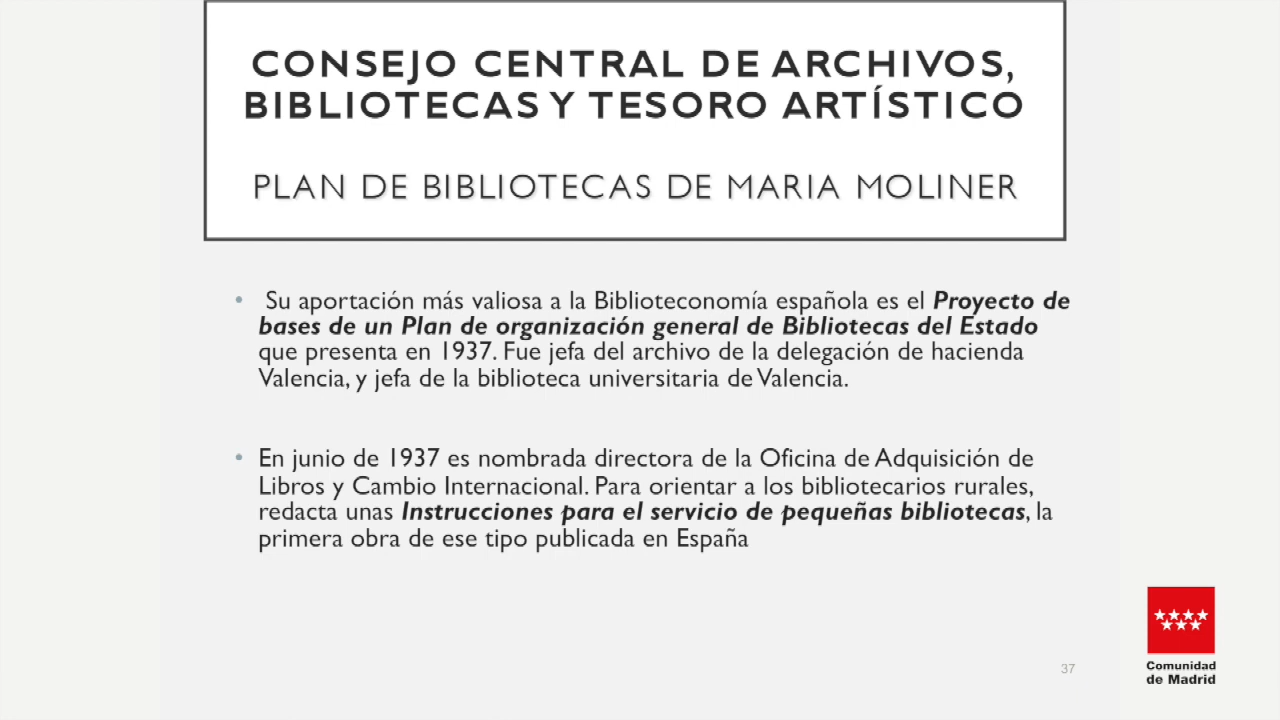 CONSEJO CENTRAL DE ARCHIVOS,
BIBLIOTECAS Y TESORO ARTÍSTICO
PLAN DE BIBLIOTECAS DE MARIA MOLINER
• Su aportación más valiosa a la Biblioteconomía española es el Proyecto de
bases de un Plan de organización general de Bibliotecas del Estado
que presenta en 1937. Fue jefa del archivo de la delegación de hacienda
Valencia, y jefa de la biblioteca universitaria de Valencia.
• En junio de 1937 es nombrada directora de la Oficina de Adquisición de
Libros y Cambio Internacional. Para orientar a los bibliotecarios rurales,
redacta unas Instrucciones para el servicio de pequeñas bibliotecas, la
primera obra de ese tipo publicada en España
37
Comunidad
de Madrid